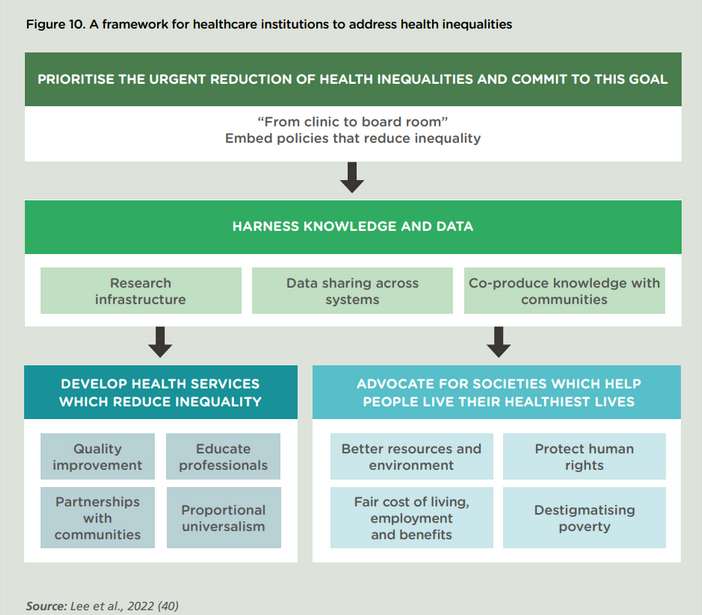 Figure 10. A framework for healthcare institutions to address health inequalities
PRIORITISE THE URGENT REDUCTION OF HEALTH INEQUALITIES AND COMMIT TO THIS GOAL
“From clinic to board room”
Embed policies that reduce inequality
HARNESS KNOWLEDGE AND DATA
Research
infrastructure
Data sharing across
systems
Co-produce knowledge with
communities
DEVELOP HEALTH SERVICES
WHICH REDUCE INEQUALITY
Quality
improvement
Educate
professionals
Partnerships
with
communities
Proportional
universalism
ADVOCATE FOR SOCIETIES WHICH HELP
PEOPLE LIVE THEIR HEALTHIEST LIVES
Better resources and
environment
Protect human
rights
Fair cost of living,
employment
and benefits
Destigmatising
poverty
Source: Lee et al., 2022 (40)